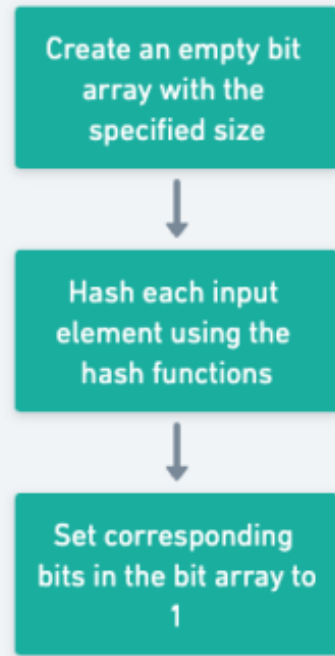 Create an empty bit
array with the
specified size
Hash each input
element using the
hash functions
Set corresponding
bits in the bit array to
1